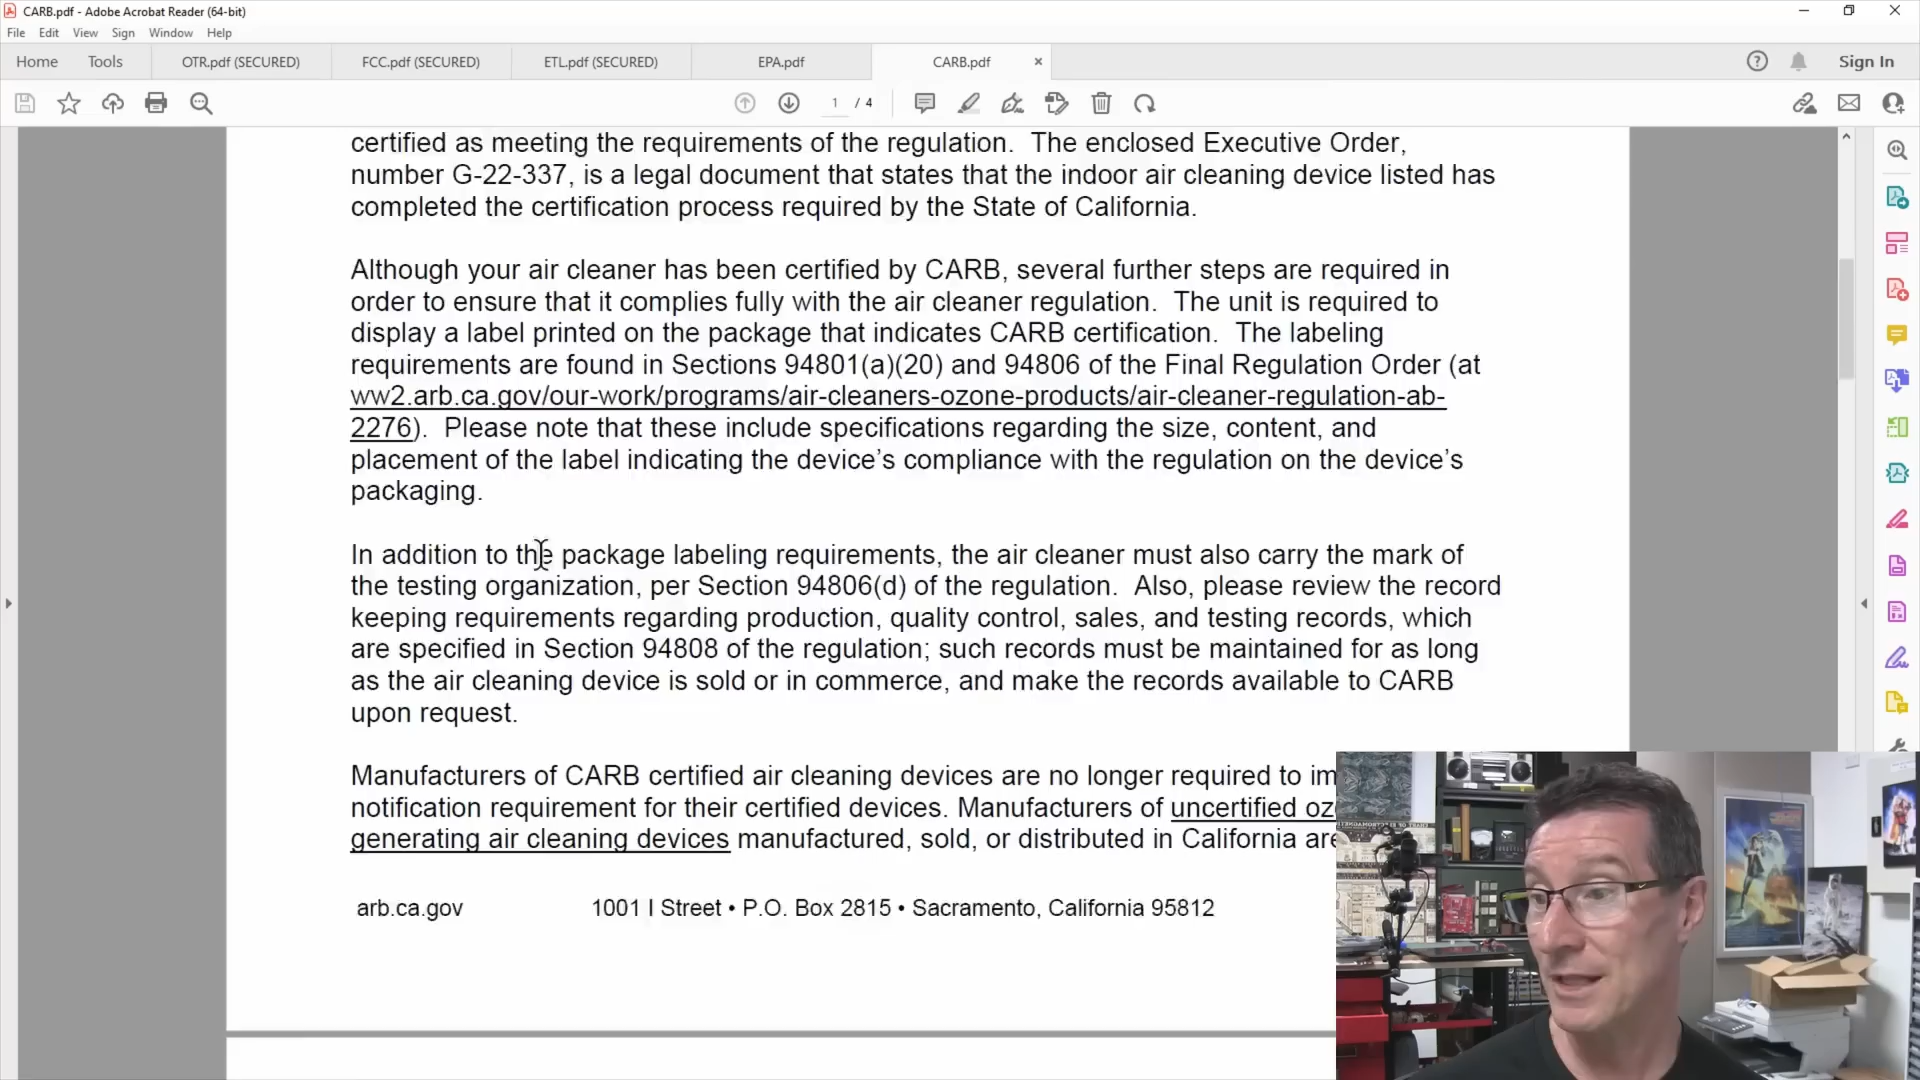 CARB.pdf - Adobe Acrobat Reader (64-bit)
File Edit View Sign Window Help
Home Tools OTR.pdf (SECURED) FCC.pdf (SECURED) ETL.pdf (SECURED) EPA.pdf CARB.pdf × Sign In
1 / 4
certified as meeting the requirements of the regulation. The enclosed Executive Order,
number G-22-337, is a legal document that states that the indoor air cleaning device listed has
completed the certification process required by the State of California.
Although your air cleaner has been certified by CARB, several further steps are required in
order to ensure that it complies fully with the air cleaner regulation. The unit is required to
display a label printed on the package that indicates CARB certification. The labeling
requirements are found in Sections 94801(a)(20) and 94806 of the Final Regulation Order (at
ww2.arb.ca.gov/our-work/programs/air-cleaners-ozone-products/air-cleaner-regulation-ab-
2276). Please note that these include specifications regarding the size, content, and
placement of the label indicating the device’s compliance with the regulation on the device’s
packaging.
In addition to the package labeling requirements, the air cleaner must also carry the mark of
the testing organization, per Section 94806(d) of the regulation. Also, please review the record
keeping requirements regarding production, quality control, sales, and testing records, which
are specified in Section 94808 of the regulation; such records must be maintained for as long
as the air cleaning device is sold or in commerce, and make the records available to CARB
upon request.
Manufacturers of CARB certified air cleaning devices are no longer required to im
notification requirement for their certified devices. Manufacturers of uncertified oz
generating air cleaning devices manufactured, sold, or distributed in California are
arb.ca.gov 1001 I Street • P.O. Box 2815 • Sacramento, California 95812